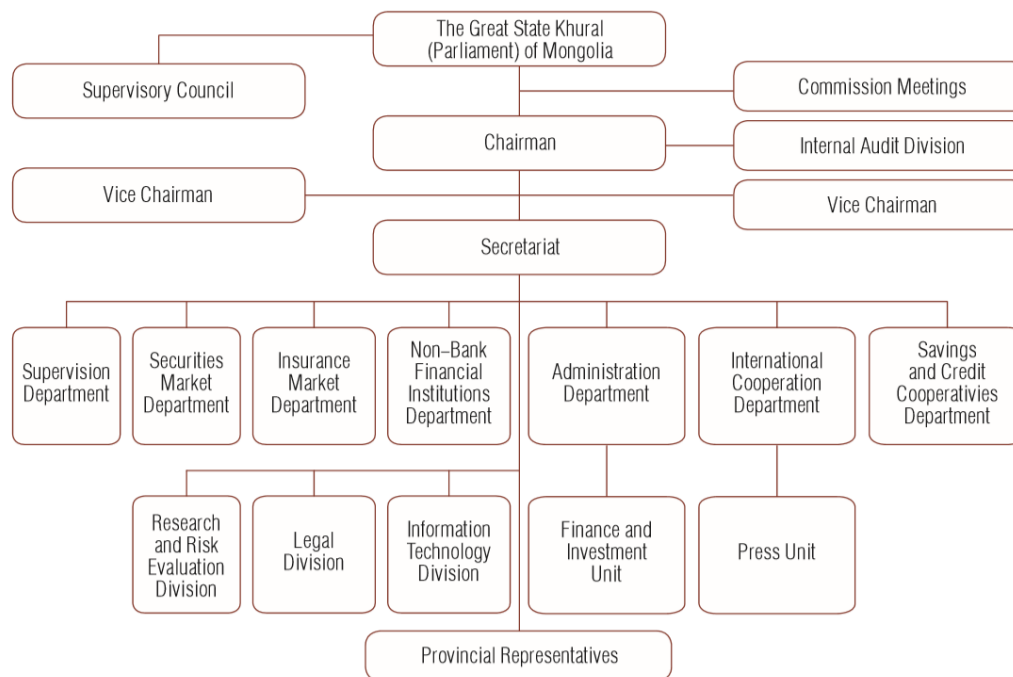 The Great State Khural
(Parliament) of Mongolia
Supervisory Council
Commission Meetings
Chairman
Internal Audit Division
Vice Chairman
Vice Chairman
Secretariat
Supervision
Department
Securities
Market
Department
Insurance
Market
Department
Non–Bank
Financial
Institutions
Department
Administration
Department
International
Cooperation
Department
Savings
and Credit
Cooperativies
Department
Research
and Risk
Evaluation
Division
Legal
Division
Information
Technology
Division
Finance and
Investment
Unit
Press Unit
Provincial Representatives